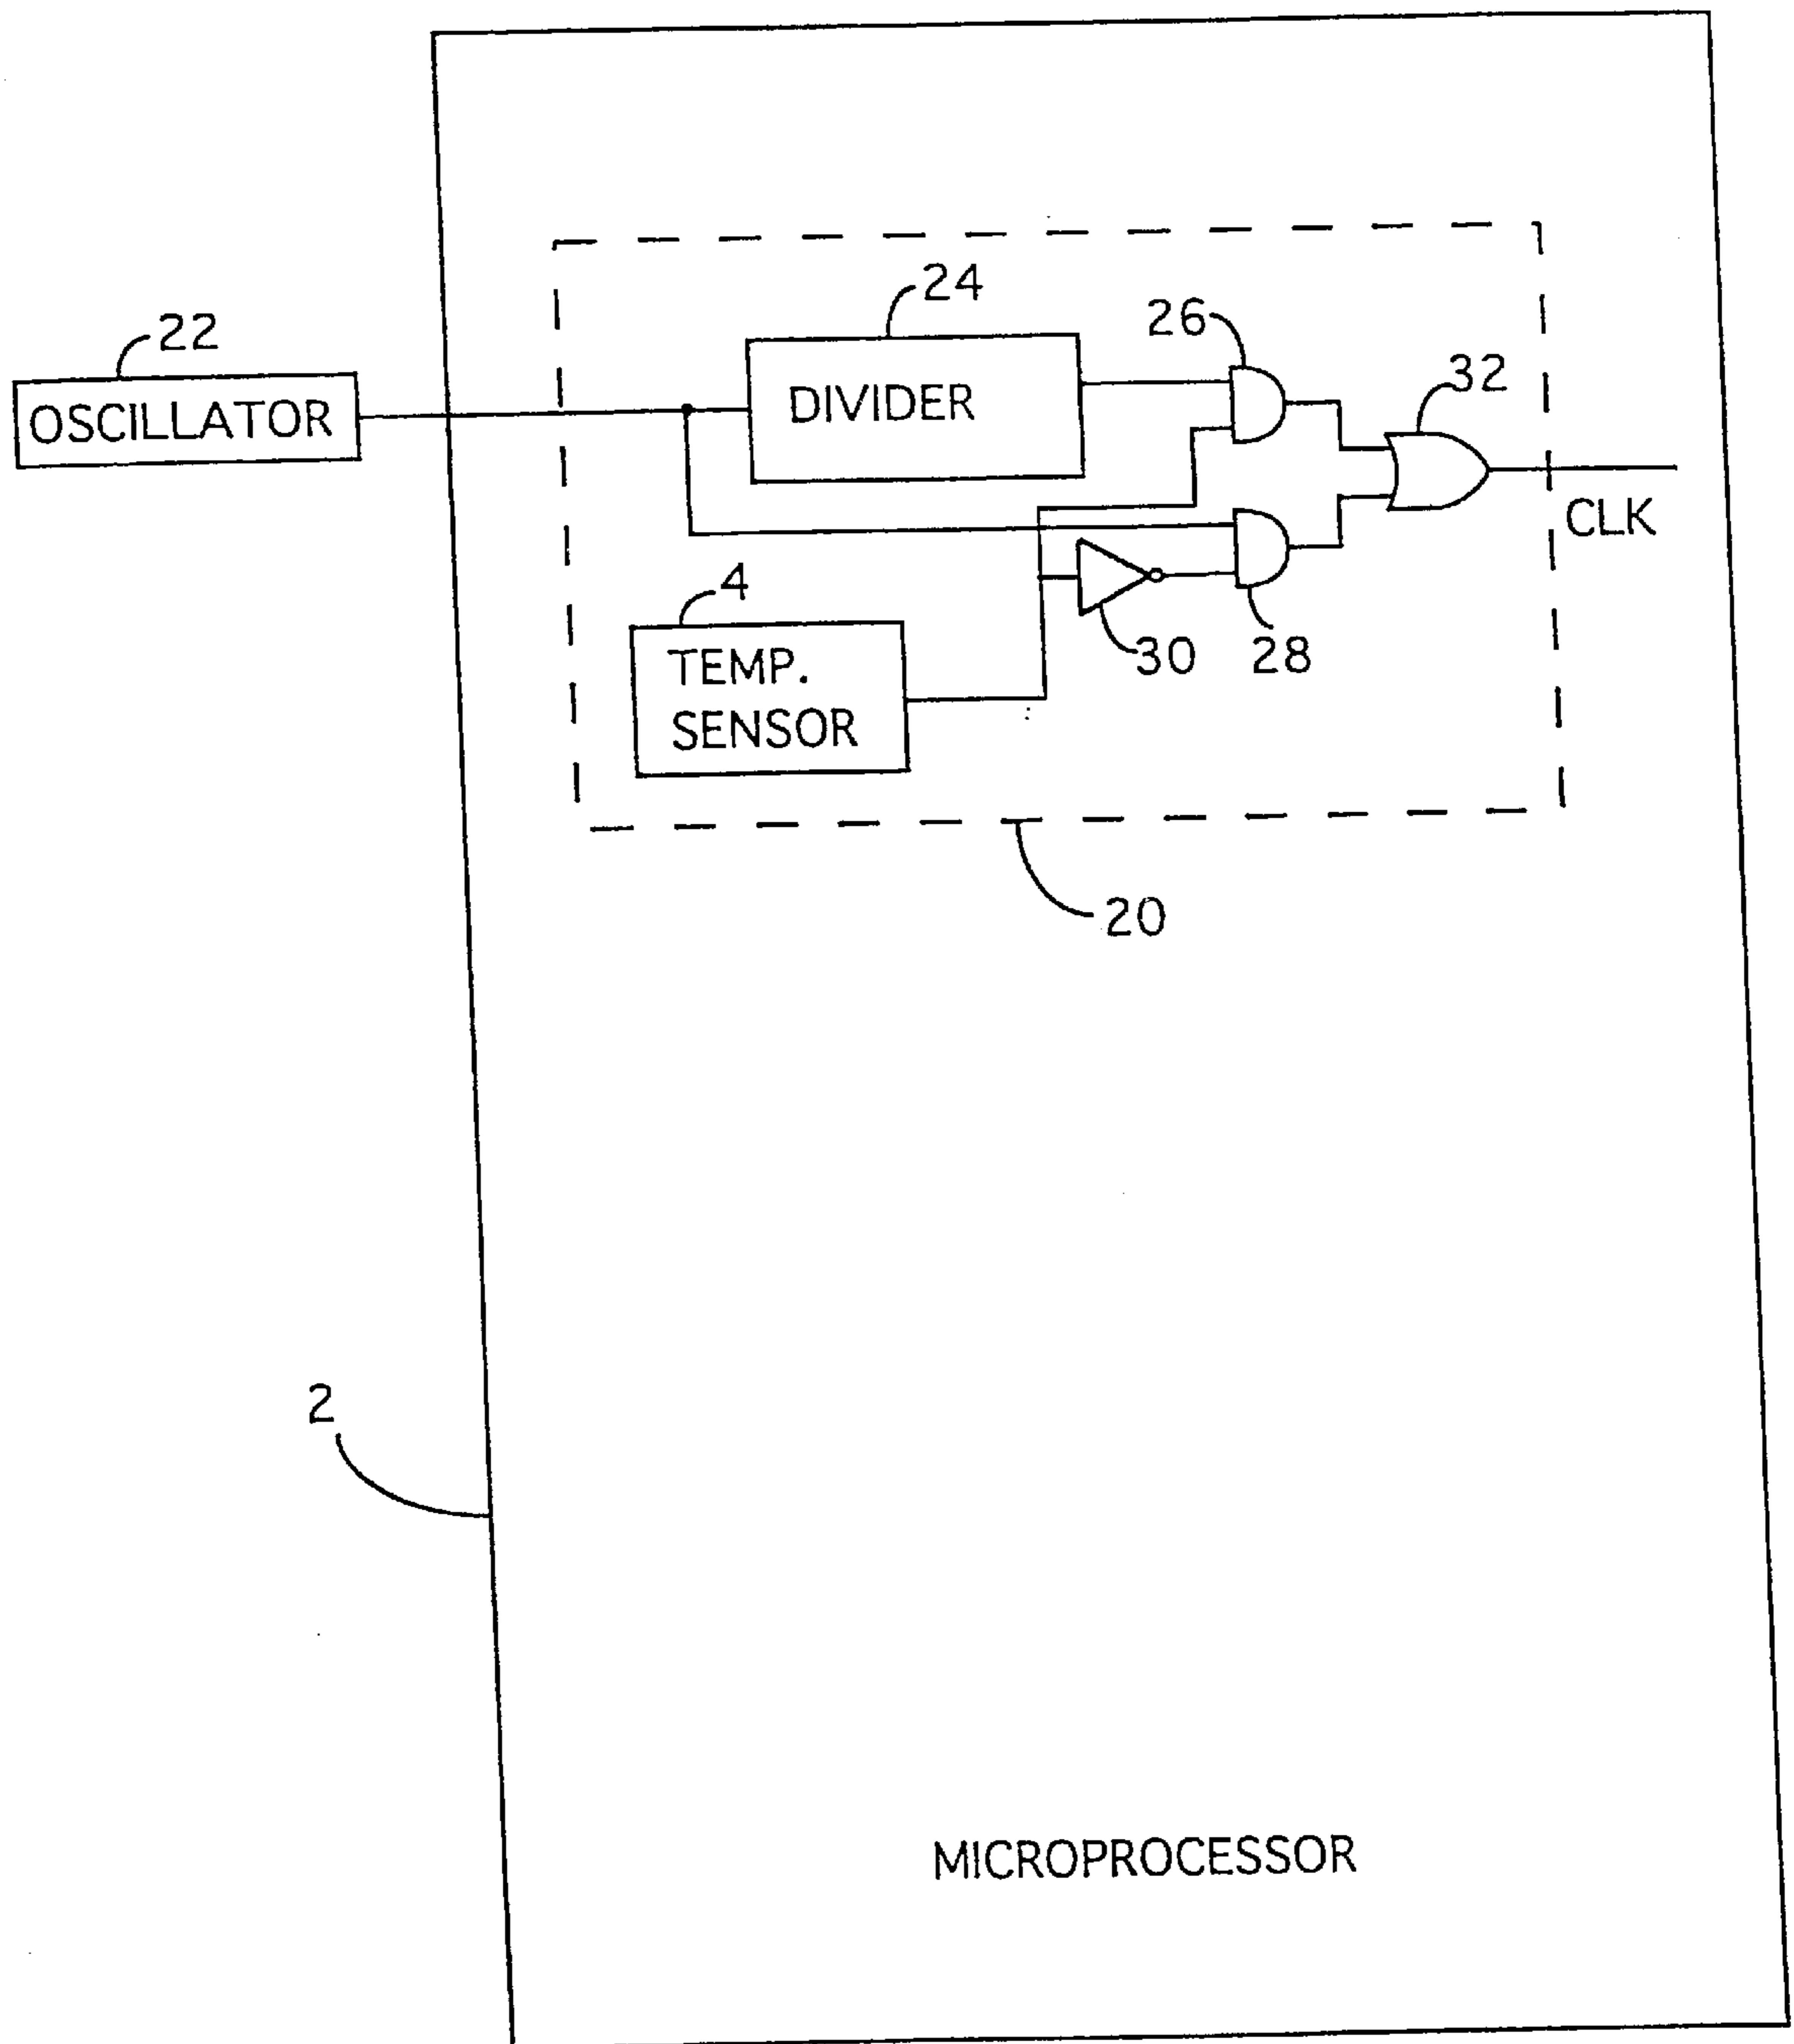 24
26
22
32
OSCILLATOR
DIVIDER
CLK
4
30
28
TEMP.
SENSOR
20
2
MICROPROCESSOR